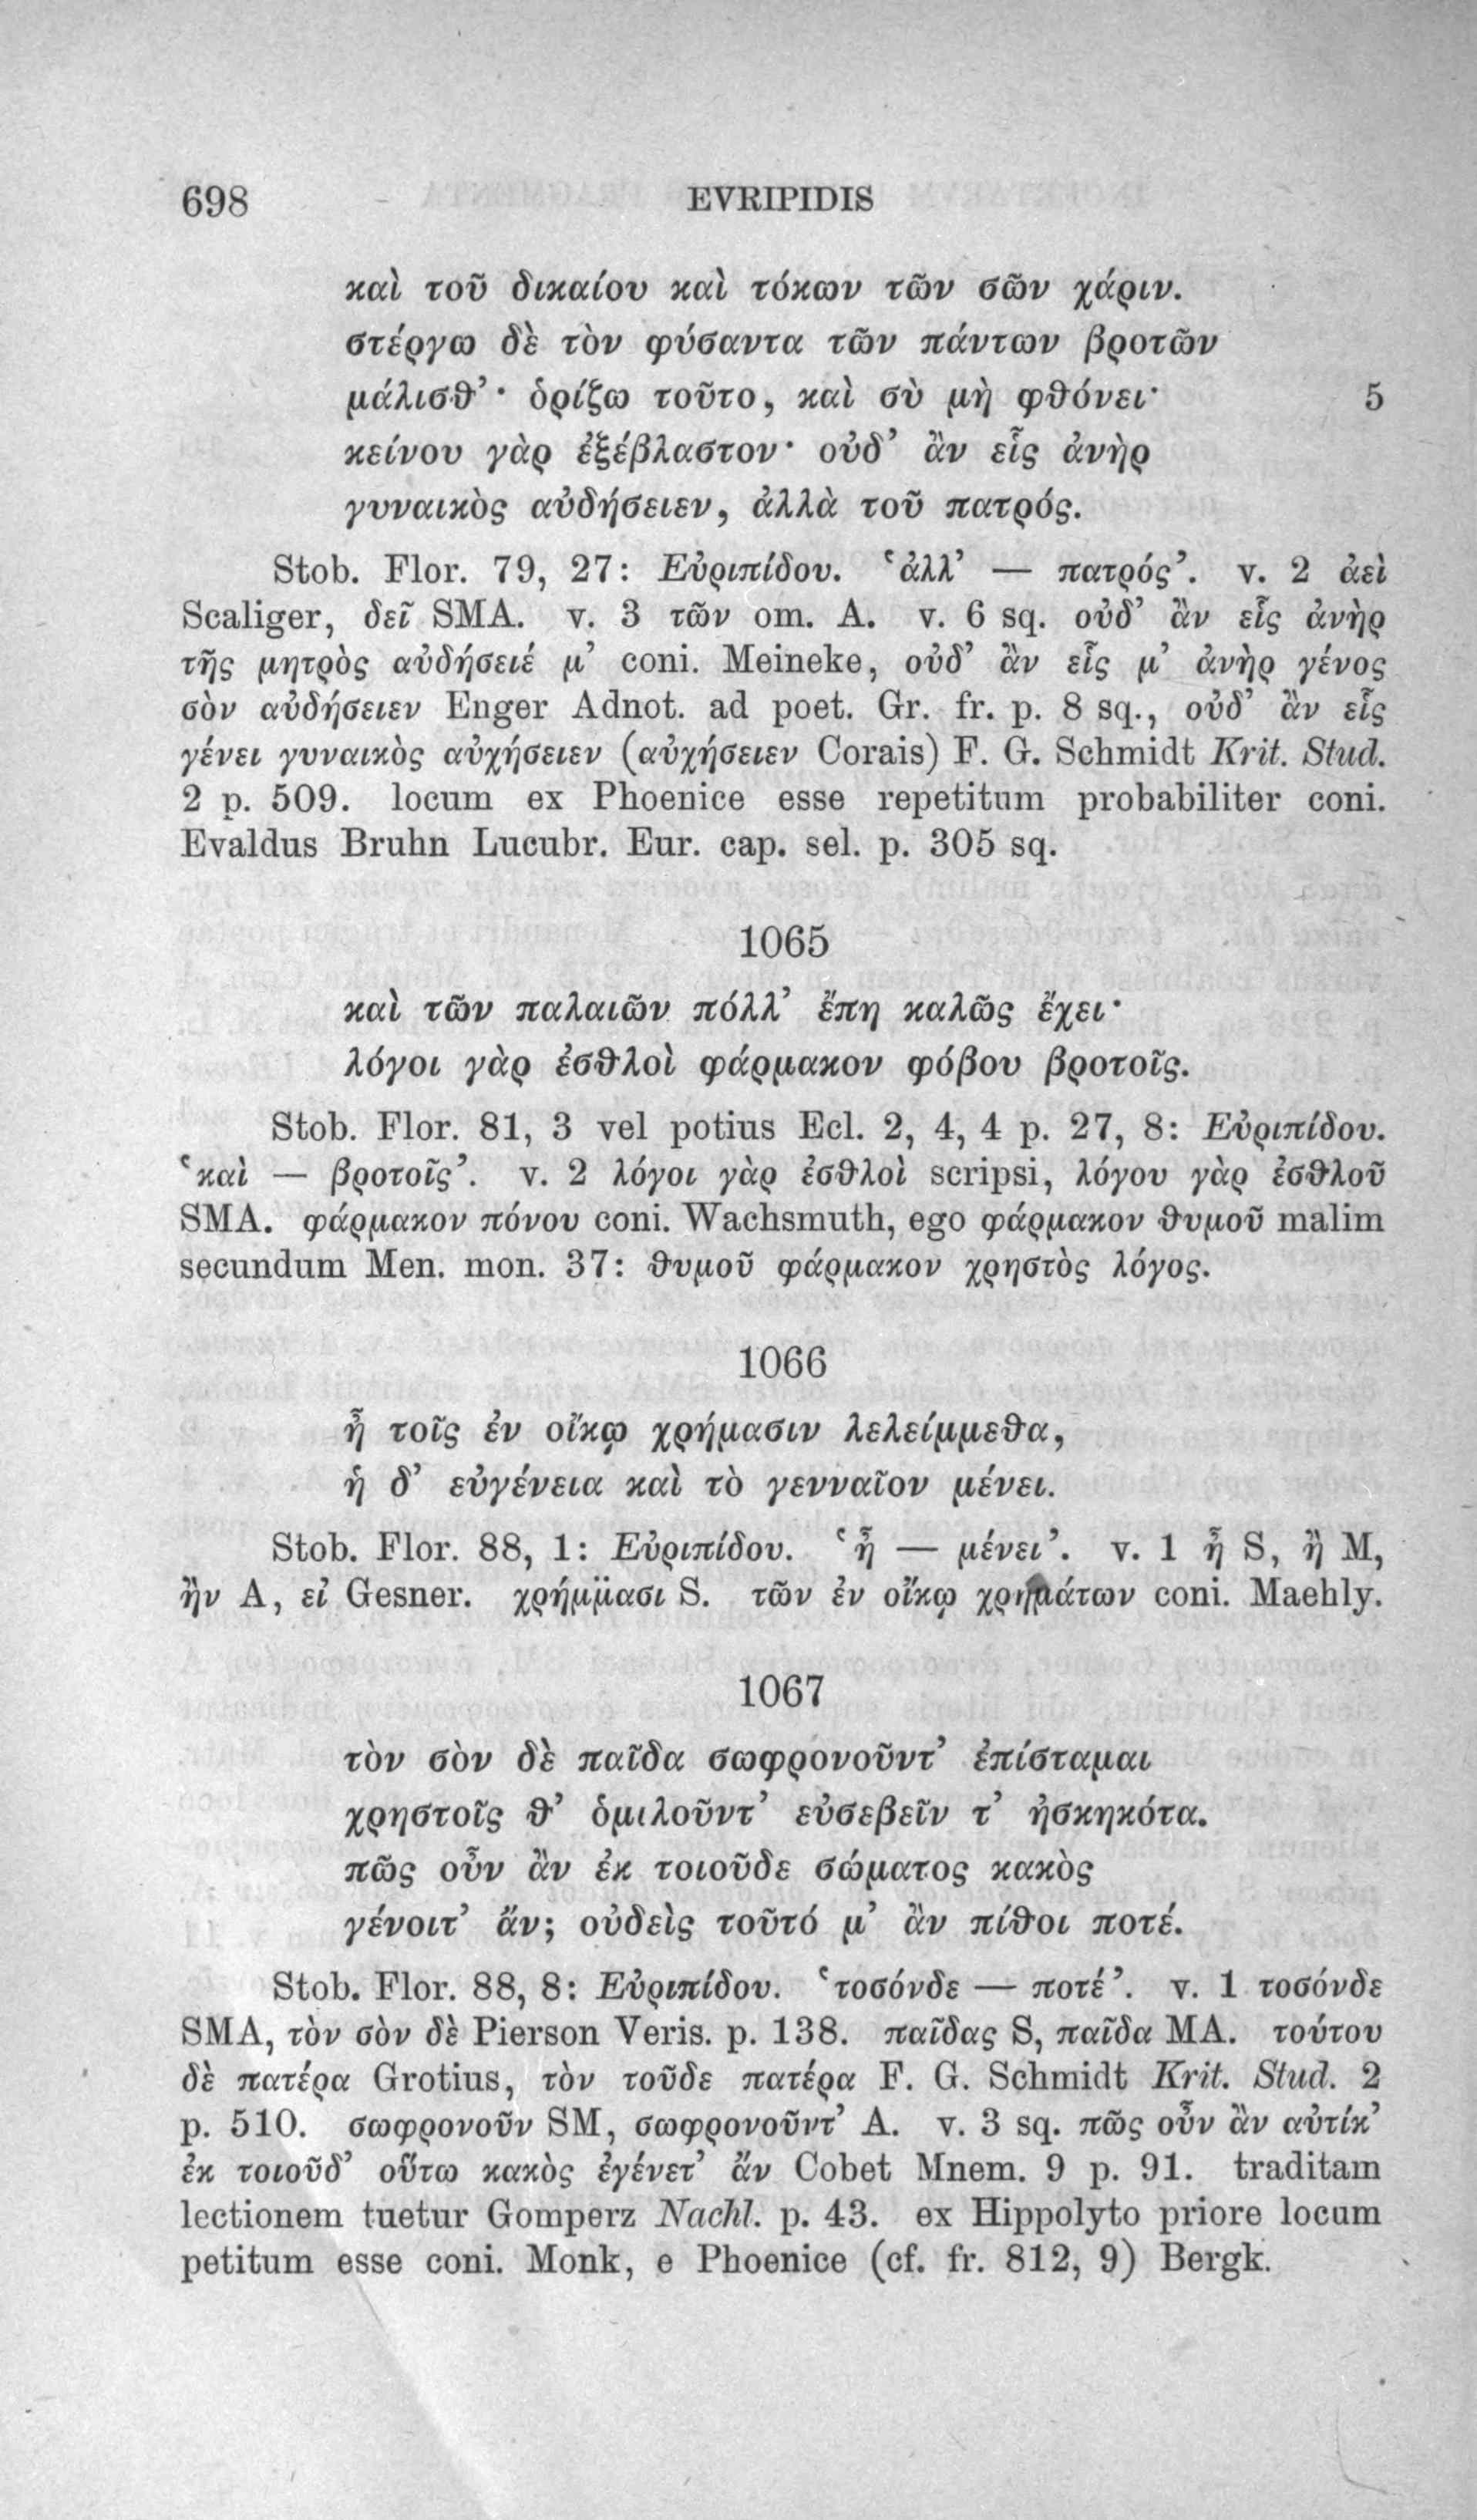 698 EVRIPIDIS
καὶ τοῦ δικαίου καὶ τόκων τῶν σῶν χάριν.
στέργω δὲ τὸν φύσαντα τῶν πάντων βροτῶν
μάλισθ’· ὁρίζω τοῦτο, καὶ σὺ μὴ φθόνει· 5
κείνου γὰρ ἐξέβλαστον· οὐδ’ ἂν εἷς ἀνὴρ
γυναικὸς αὐδήσειεν, ἀλλὰ τοῦ πατρός.
Stob. Flor. 79, 27: Εὐριπίδου. ‘ἀλλ’ — πατρός’. v. 2 ἀεὶ
Scaliger, δεῖ SMA. v. 3 τῶν om. A. v. 6 sq. οὐδ’ ἂν εἷς ἀνὴρ
τῆς μητρὸς αὐδήσειέ μ’ coni. Meineke, οὐδ’ ἂν εἷς μ’ ἀνὴρ γένος
σὸν αὐδήσειεν Enger Adnot. ad poet. Gr. fr. p. 8 sq., οὐδ’ ἂν εἷς
γένει γυναικὸς αὐχήσειεν (αὐχήσειεν Corais) F. G. Schmidt Krit. Stud.
2 p. 509. locum ex Phoenice esse repetitum probabiliter coni.
Evaldus Bruhn Lucubr. Eur. cap. sel. p. 305 sq.
1065
καὶ τῶν παλαιῶν πόλλ’ ἔπη καλῶς ἔχει·
λόγοι γὰρ ἐσθλοὶ φάρμακον φόβου βροτοῖς.
Stob. Flor. 81, 3 vel potius Ecl. 2, 4, 4 p. 27, 8: Εὐριπίδου.
‘καὶ — βροτοῖς’. v. 2 λόγοι γὰρ ἐσθλοὶ scripsi, λόγου γὰρ ἐσθλοῦ
SMA. φάρμακον πόνου coni. Wachsmuth, ego φάρμακον θυμοῦ malim
secundum Men. mon. 37: θυμοῦ φάρμακον χρηστὸς λόγος.
1066
ἦ τοῖς ἐν οἴκῳ χρήμασιν λελείμμεθα,
ἡ δ’ εὐγένεια καὶ τὸ γενναῖον μένει.
Stob. Flor. 88, 1: Εὐριπίδου. ‘ἦ — μένει’. v. 1 ἦ S, ἢ M,
ἢν A, εἰ Gesner. χρήμμασι S. τῶν ἐν οἴκῳ χρημάτων coni. Maehly.
1067
τὸν σὸν δὲ παῖδα σωφρονοῦντ’ ἐπίσταμαι
χρηστοῖς θ’ ὁμιλοῦντ’ εὐσεβεῖν τ’ ἠσκηκότα.
πῶς οὖν ἂν ἐκ τοιοῦδε σώματος κακὸς
γένοιτ’ ἄν; οὐδεὶς τοῦτό μ’ ἂν πίθοι ποτέ.
Stob. Flor. 88, 8: Εὐριπίδου. ‘τοσόνδε — ποτέ’. v. 1 τοσόνδε
SMA, τὸν σὸν δὲ Pierson Veris. p. 138. παῖδας S, παῖδα MA. τούτου
δὲ πατέρα Grotius, τὸν τοῦδε πατέρα F. G. Schmidt Krit. Stud. 2
p. 510. σωφρονοῦν SM, σωφρονοῦντ’ A. v. 3 sq. πῶς οὖν ἂν αὐτίκ’
ἐκ τοιοῦδ’ οὕτω κακὸς ἐγένετ’ ἄν Cobet Mnem. 9 p. 91. traditam
lectionem tuetur Gomperz Nachl. p. 43. ex Hippolyto priore locum
petitum esse coni. Monk, e Phoenice (cf. fr. 812, 9) Bergk.